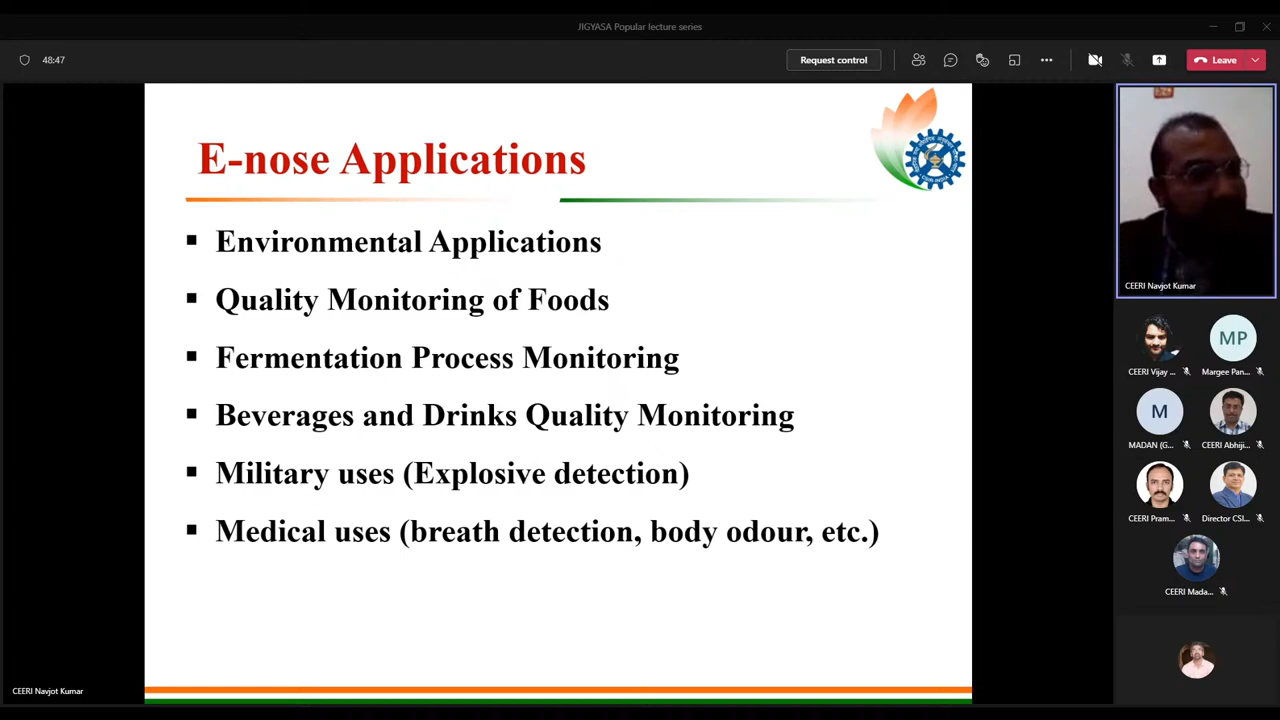 JIGYASA Popular lecture series
48:47
Request control
Leave
E-nose Applications
CSIR-INDIA
▪ Environmental Applications
▪ Quality Monitoring of Foods
▪ Fermentation Process Monitoring
▪ Beverages and Drinks Quality Monitoring
▪ Military uses (Explosive detection)
▪ Medical uses (breath detection, body odour, etc.)
CEERI Navjot Kumar
CEERI Navjot Kumar
CEERI Vijay ...
MP
Margee Pan...
M
MADAN (G...
CEERI Abhiji...
CEERI Pram...
Director CSI...
CEERI Mada...